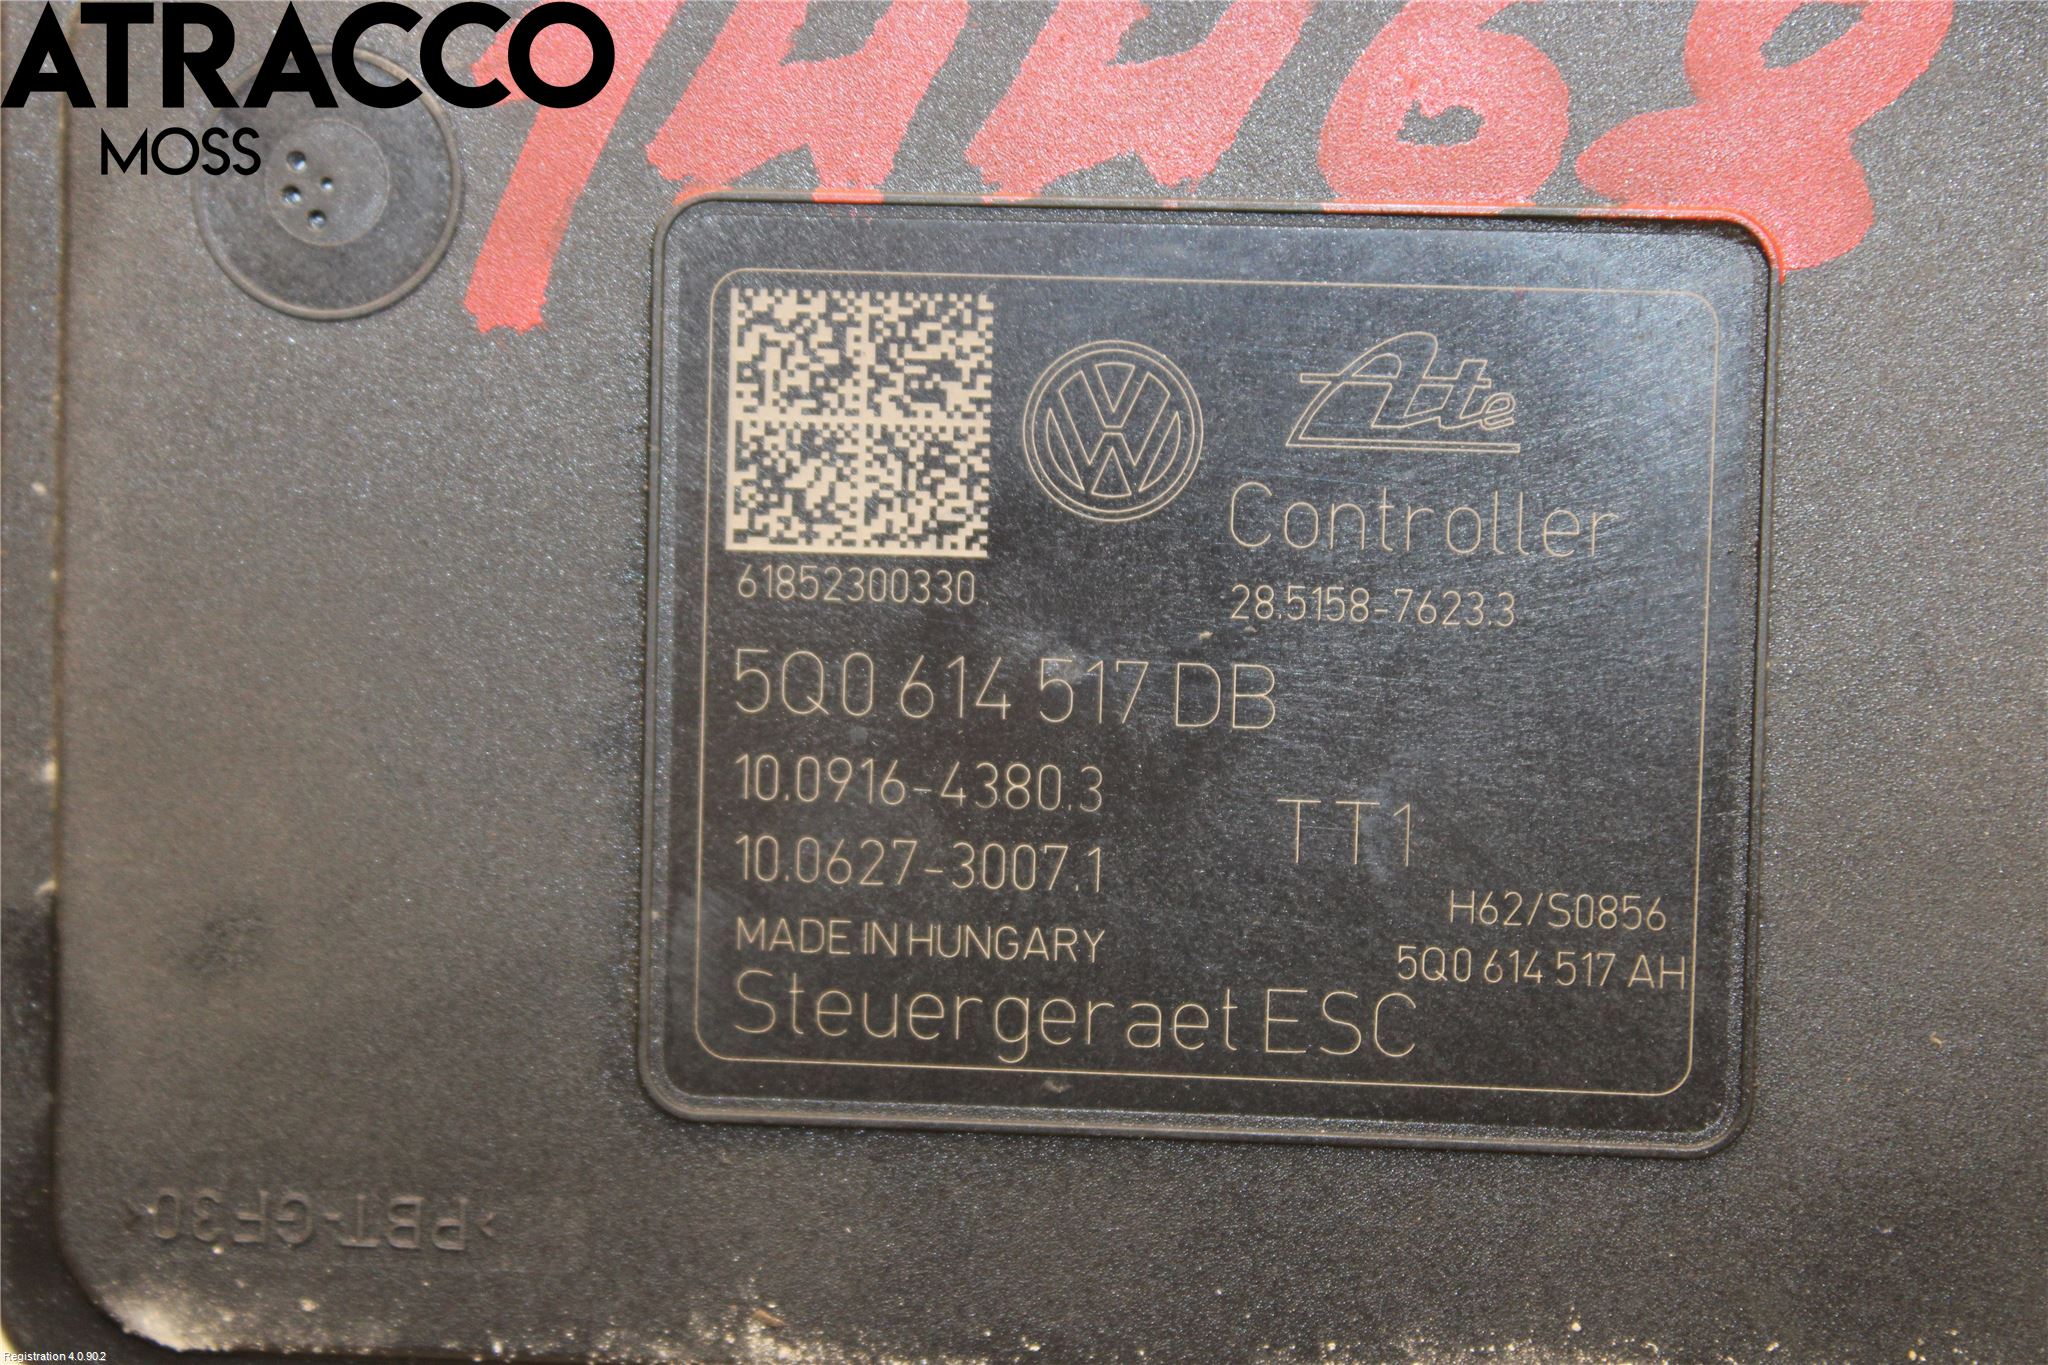 ATRACCO
MOSS
Ate
Controller
61852300330
28.5158-7623.3
5Q0 614 517 DB
10.0916-4380.3
10.0627-3007.1
TT1
H62/S0856
MADE IN HUNGARY
5Q0 614 517 AH
Steuergeraet ESC
>PBT-GF30<
Registration 4.0.90.2